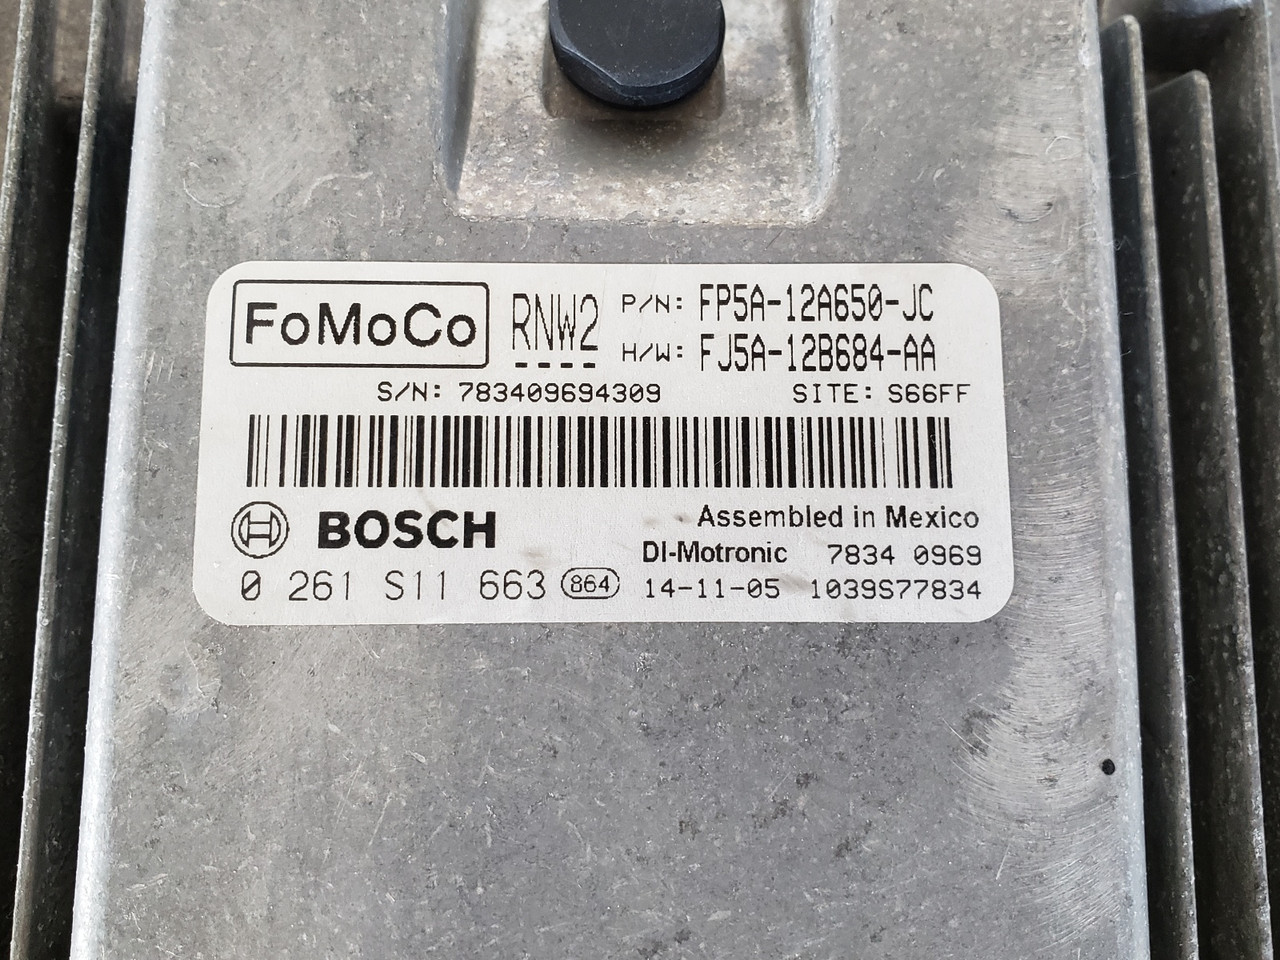 FoMoCo RNW2 P/N: FP5A-12A650-JC
H/W: FJ5A-12B684-AA
S/N: 783409694309 SITE: S66FF
BOSCH Assembled in Mexico
DI-Motronic 7834 0969
0 261 S11 663 864 14-11-05 1039S77834